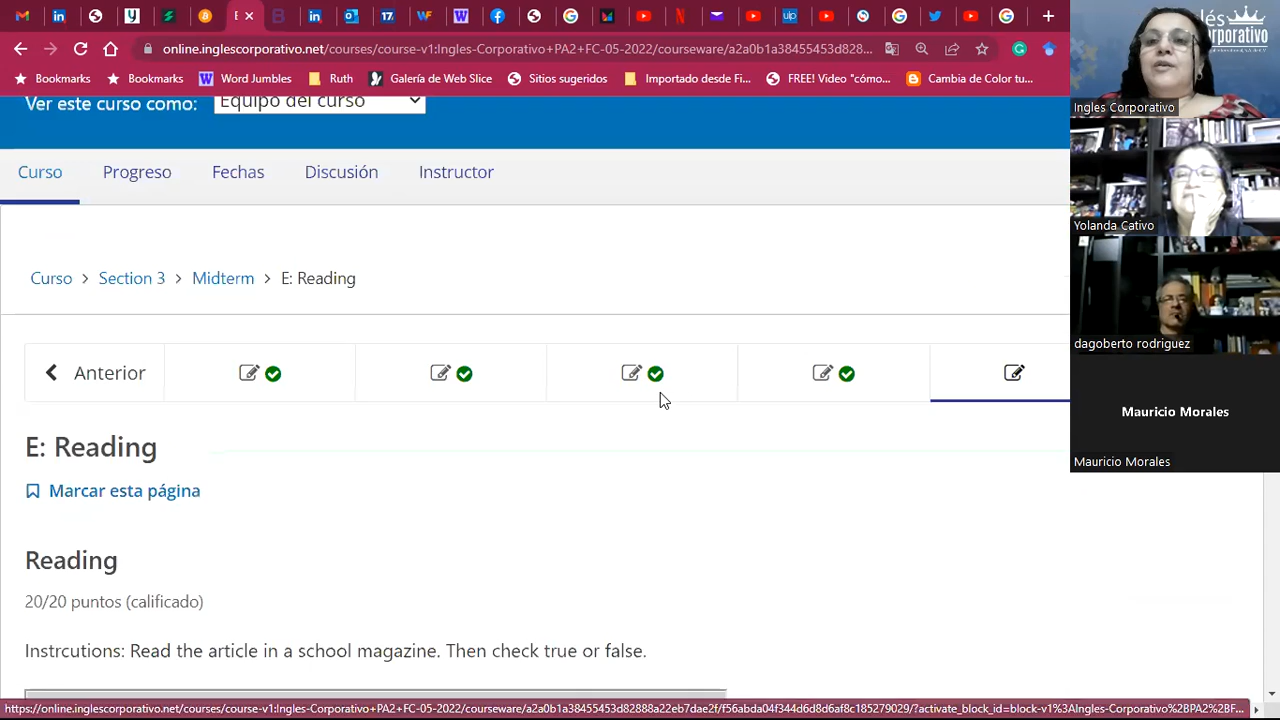 online.inglescorporativo.net/courses/course-v1:Ingles-Corporativo+PA2+FC-05-2022/courseware/a2a0b1a38455453d828...
Bookmarks Bookmarks Word Jumbles Ruth Galería de Web Slice Sitios sugeridos Importado desde Fi... FREE! Video "cómo... Cambia de Color tu...
Ver este curso como: Equipo del curso
Curso Progreso Fechas Discusión Instructor
Curso > Section 3 > Midterm > E: Reading
Anterior
E: Reading
Marcar esta página
Reading
20/20 puntos (calificado)
Instrcutions: Read the article in a school magazine. Then check true or false.
https://online.inglescorporativo.net/courses/course-v1:Ingles-Corporativo+PA2+FC-05-2022/courseware/a2a0b1a38455453d82888a22eb7dae2f/f56abda04f344d6d8d6af8c185279029/?activate_block_id=block-v1%3AIngles-Corporativo%2BPA2%2BF...
lés
orporativo
Ingles Corporativo
Yolanda Cativo
dagoberto rodriguez
Mauricio Morales
Mauricio Morales